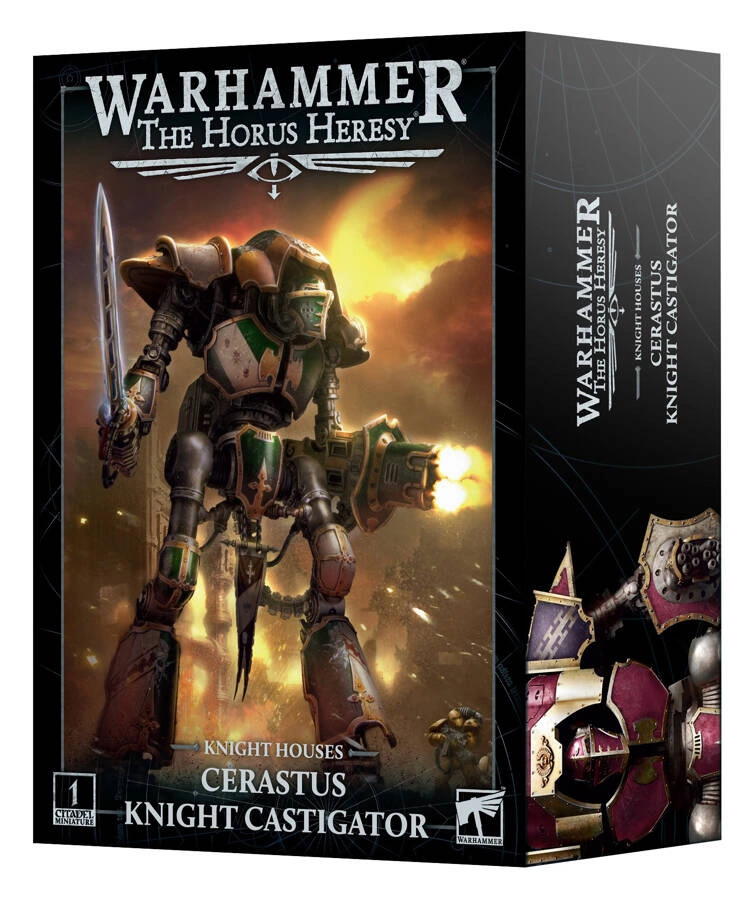 WARHAMMER®
THE HORUS HERESY®
KNIGHT HOUSES
CERASTUS
KNIGHT CASTIGATOR
1
CITADEL
MINIATURE
WARHAMMER
WARHAMMER
THE HORUS HERESY
KNIGHT HOUSES
CERASTUS
KNIGHT CASTIGATOR